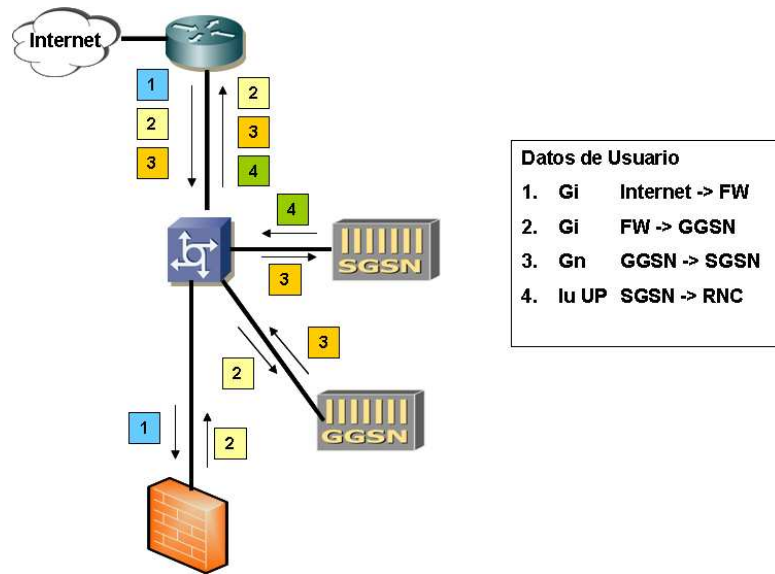 Internet
1
2
2
3
3
4
4
SGSN
3
3
2
GGSN
1
2
Datos de Usuario
1. Gi Internet -> FW
2. Gi FW -> GGSN
3. Gn GGSN -> SGSN
4. Iu UP SGSN -> RNC